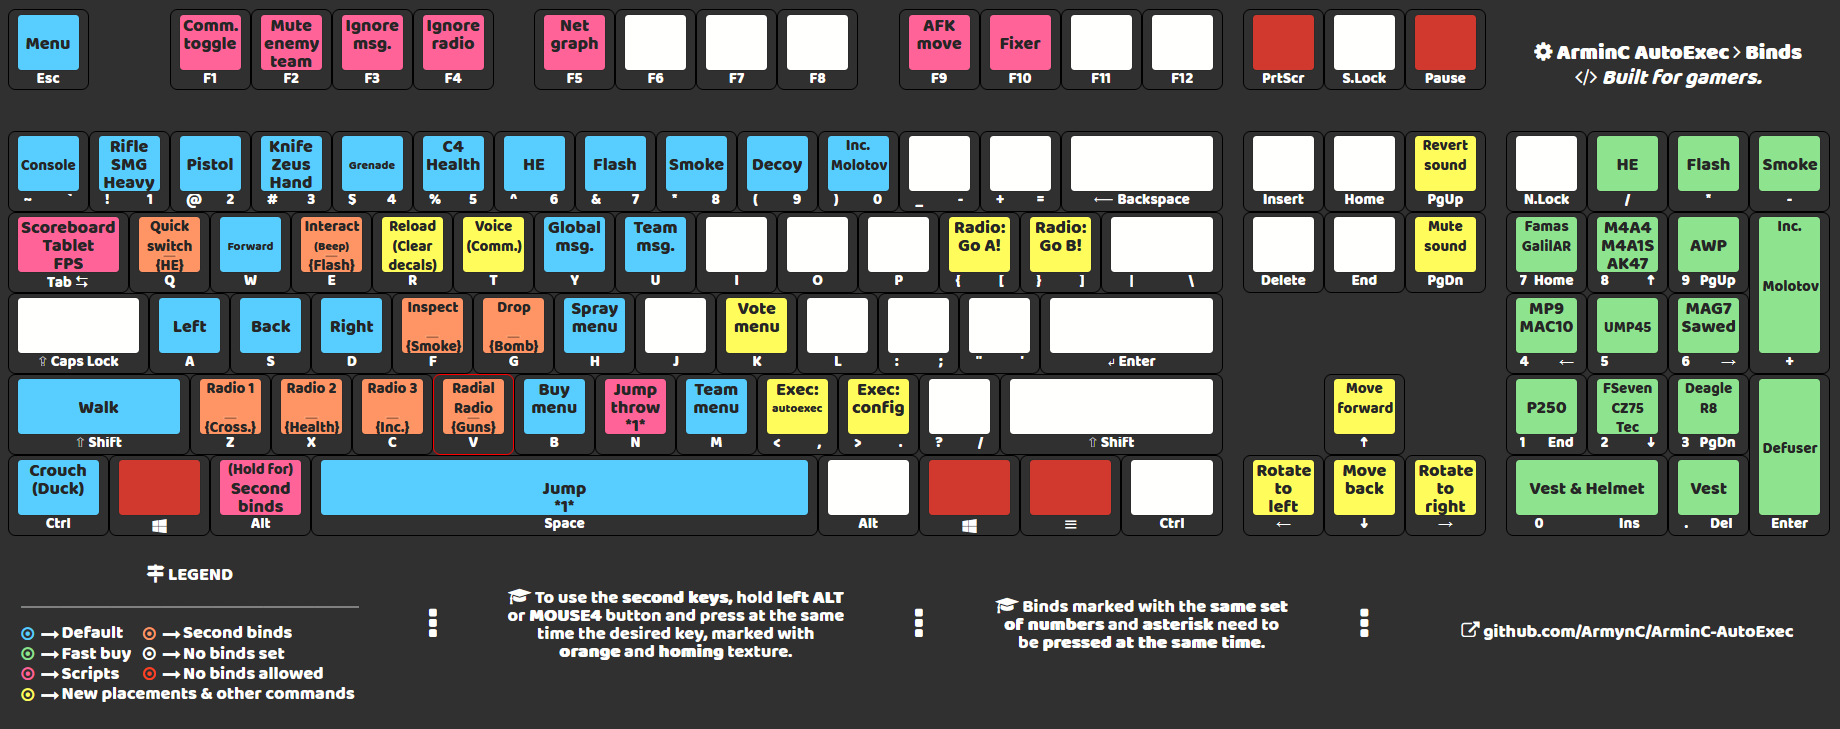 Menu
Esc
Comm.
toggle
F1
Mute
enemy
team
F2
Ignore
msg.
F3
Ignore
radio
F4
Net
graph
F5
F6
F7
F8
AFK
move
F9
Fixer
F10
F11
F12
PrtScr
S.Lock
Pause
ArminC AutoExec > Binds
</> Built for gamers.
Console
~ `
Rifle
SMG
Heavy
! 1
Pistol
@ 2
Knife
Zeus
Hand
# 3
Grenade
$ 4
C4
Health
% 5
HE
^ 6
Flash
& 7
Smoke
* 8
Decoy
( 9
Inc.
Molotov
) 0
_ -
+ =
⟵ Backspace
Insert
Home
Revert
sound
PgUp
N.Lock
HE
/
Flash
*
Smoke
-
Scoreboard
Tablet
FPS
Tab ⇆
Quick
switch
__
{HE}
Q
Forward
W
Interact
(Beep)
__
{Flash}
E
Reload
(Clear
decals)
R
Voice
(Comm.)
T
Global
msg.
Y
Team
msg.
U
I
O
P
Radio:
Go A!
{ [
Radio:
Go B!
} ]
| \
Delete
End
Mute
sound
PgDn
Famas
GalilAR
7 Home
M4A4
M4A1S
AK47
8 ↑
AWP
9 PgUp
Inc.
Molotov
+
⇧ Caps Lock
Left
A
Back
S
Right
D
Inspect
__
{Smoke}
F
Drop
__
{Bomb}
G
Spray
menu
H
J
Vote
menu
K
L
: ;
" '
↲ Enter
MP9
MAC10
4 ←
UMP45
5
MAG7
Sawed
6 →
Walk
⇧ Shift
Radio 1
__
{Cross.}
Z
Radio 2
__
{Health}
X
Radio 3
__
{Inc.}
C
Radial
Radio
__
{Guns}
V
Buy
menu
B
Jump
throw
*1*
N
Team
menu
M
Exec:
autoexec
< ,
Exec:
config
> .
? /
⇧ Shift
Move
forward
↑
P250
1 End
FSeven
CZ75
Tec
2 ↓
Deagle
R8
3 PgDn
Defuser
Enter
Crouch
(Duck)
Ctrl
(Hold for)
Second
binds
Alt
Jump
*1*
Space
Alt
≡
Ctrl
Rotate
to
left
←
Move
back
↓
Rotate
to
right
→
Vest & Helmet
0 Ins
Vest
. Del
LEGEND
→ Default
→ Second binds
→ Fast buy
→ No binds set
→ Scripts
→ No binds allowed
→ New placements & other commands
To use the second keys, hold left ALT
or MOUSE4 button and press at the same
time the desired key, marked with
orange and homing texture.
Binds marked with the same set
of numbers and asterisk need to
be pressed at the same time.
github.com/ArmynC/ArminC-AutoExec